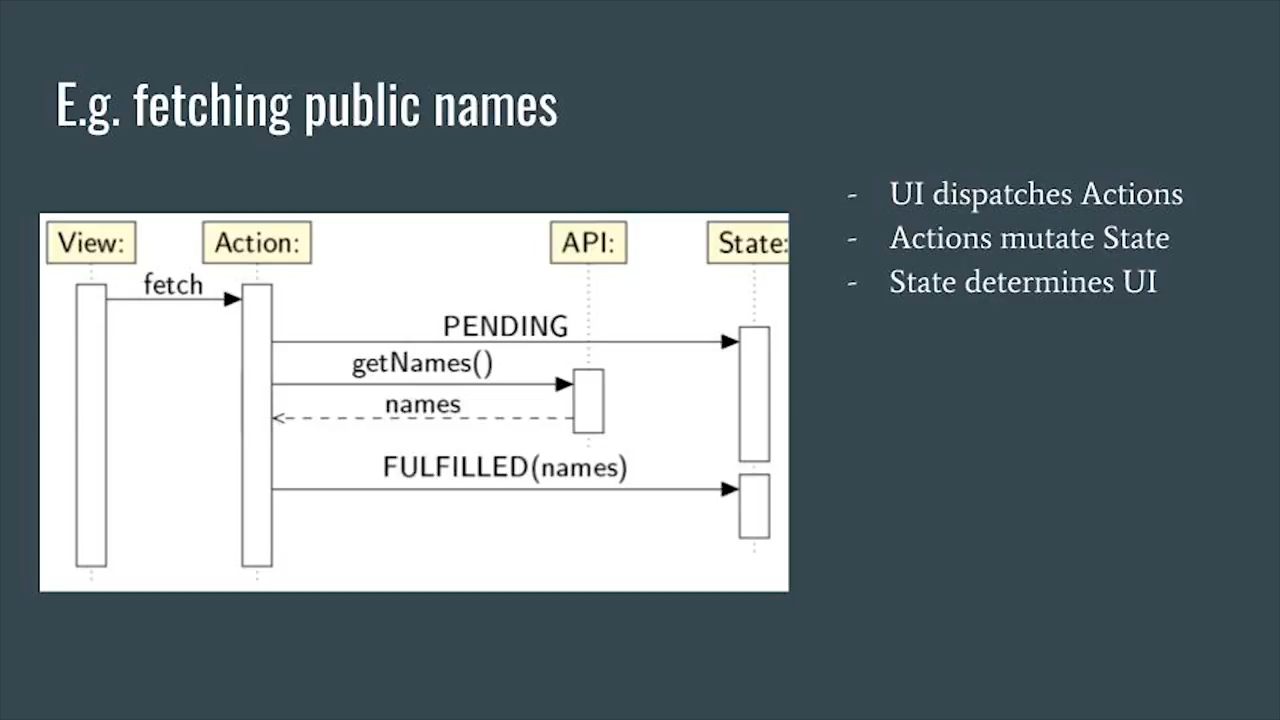 E.g. fetching public names
View:
Action:
API:
State:
fetch
PENDING
getNames()
names
FULFILLED(names)
- UI dispatches Actions
- Actions mutate State
- State determines UI